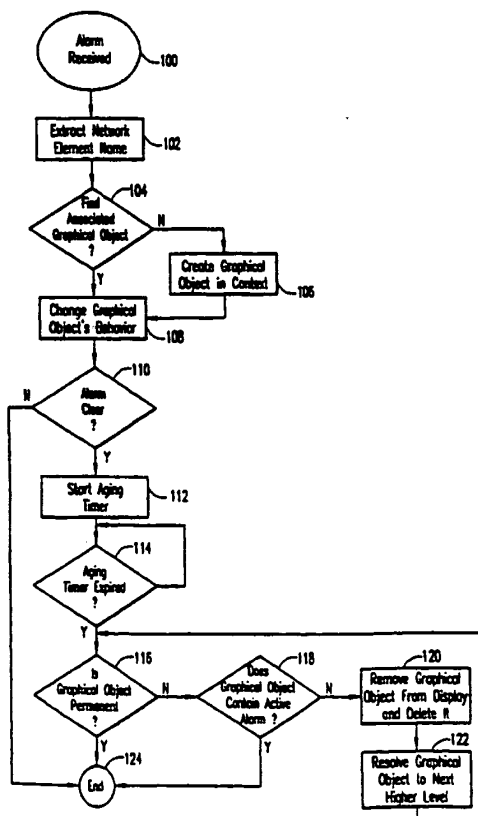 Alarm
Received
100
Extract Network
Element Name
102
Find
Associated
Graphical Object
?
104
N
Y
Create Graphical
Object in Context
106
Change Graphical
Object's Behavior
108
110
Alarm
Clear
?
N
Y
Start Aging
Timer
112
114
Aging
Timer Expired
?
Y
116
Is
Graphical Object
Permanent
?
N
Y
118
Does
Graphical Object
Contain Active
Alarm ?
N
Y
120
Remove Graphical
Object From Display
and Delete It
122
Resolve Graphical
Object to Next
Higher Level
124
End